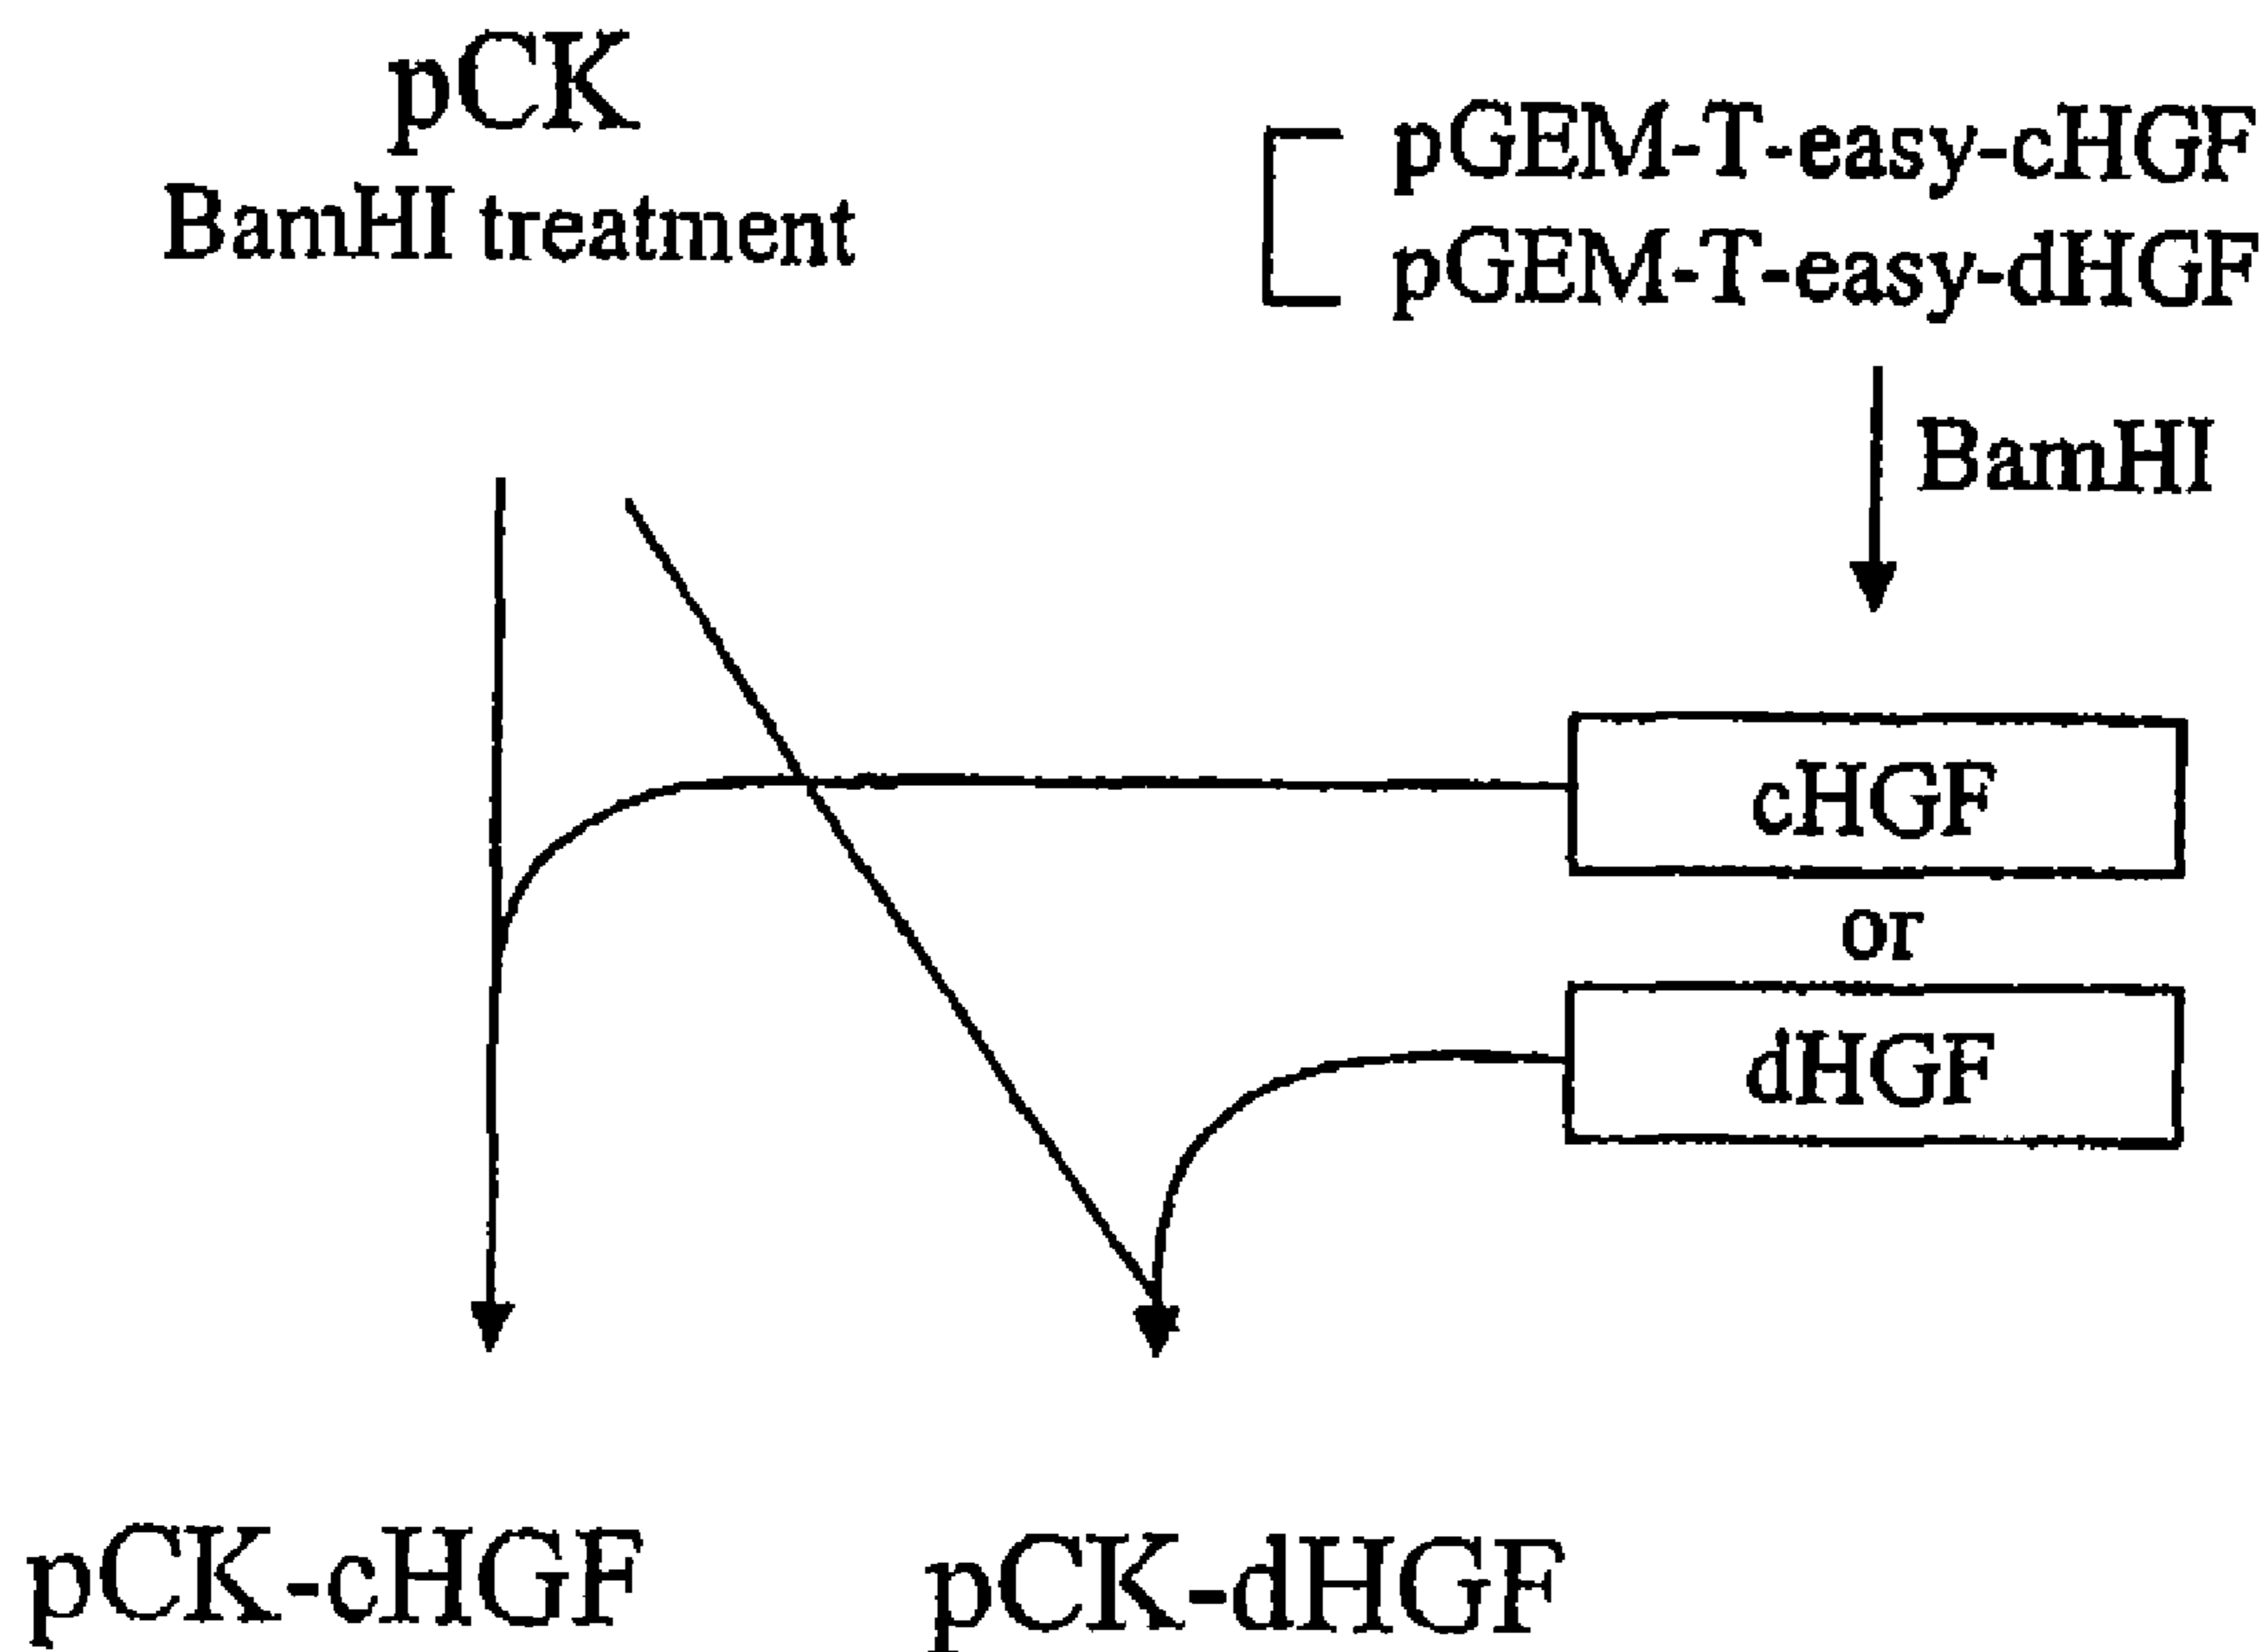 pCK
BamHI treatment
pGEM-T-easy-cHGF
pGEM-T-easy-dHGF
BamHI
cHGF
or
dHGF
pCK-cHGF
pCK-dHGF